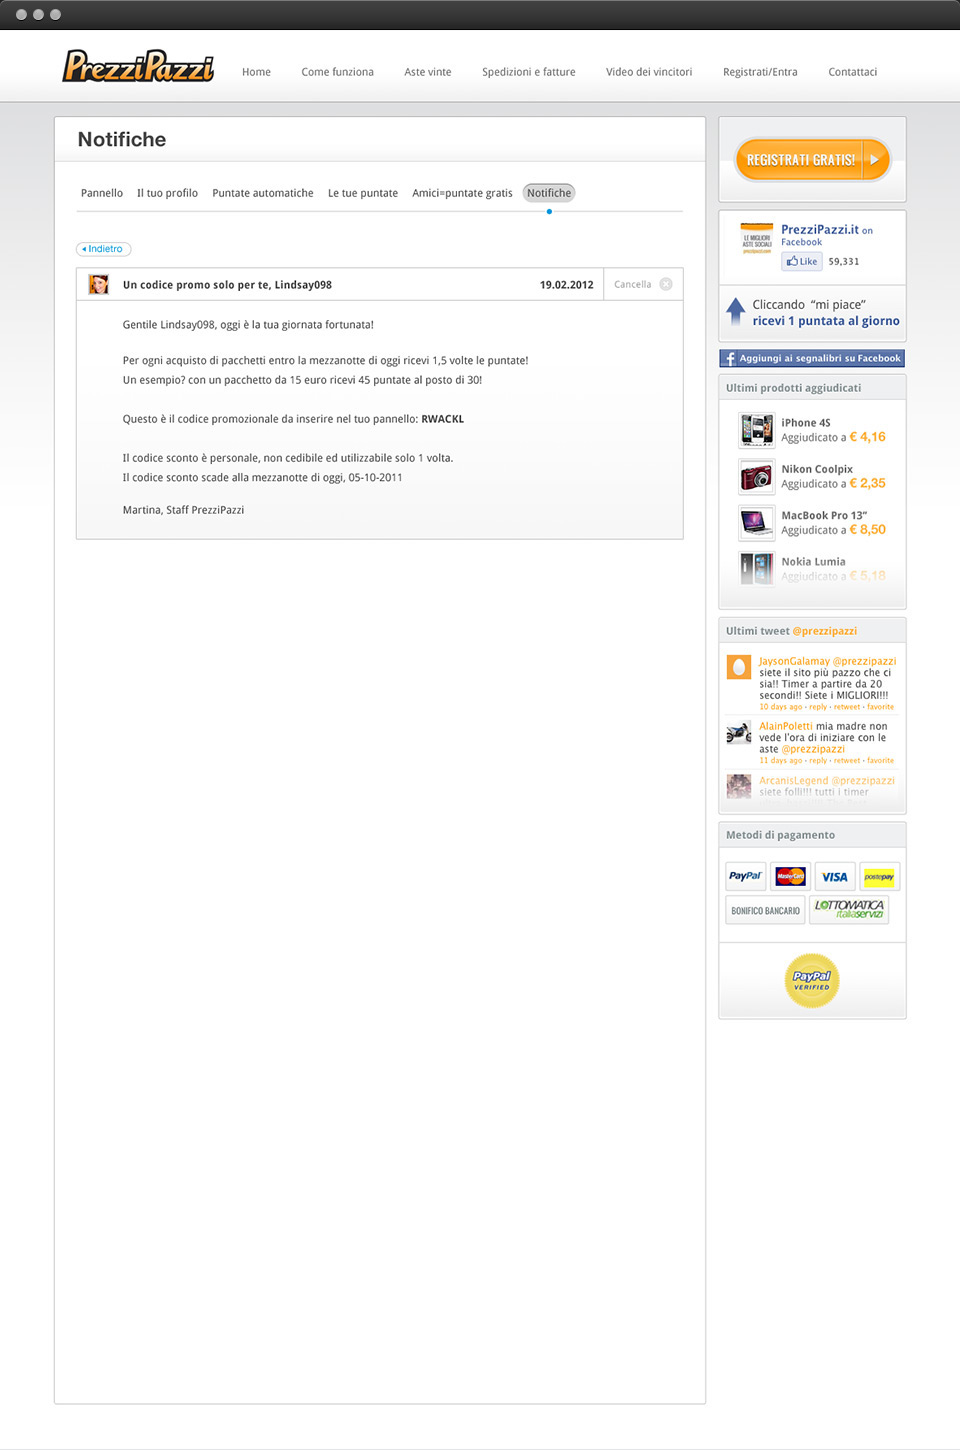 PrezziPazzi
Home
Come funziona
Aste vinte
Spedizioni e fatture
Video dei vincitori
Registrati/Entra
Contattaci
Notifiche
Pannello
Il tuo profilo
Puntate automatiche
Le tue puntate
Amici=puntate gratis
Notifiche
Indietro
Un codice promo solo per te, Lindsay098
19.02.2012
Cancella
Gentile Lindsay098, oggi è la tua giornata fortunata!
Per ogni acquisto di pacchetti entro la mezzanotte di oggi ricevi 1,5 volte le puntate!
Un esempio? con un pacchetto da 15 euro ricevi 45 puntate al posto di 30!
Questo è il codice promozionale da inserire nel tuo pannello: RWACKL
Il codice sconto è personale, non cedibile ed utilizzabile solo 1 volta.
Il codice sconto scade alla mezzanotte di oggi, 05-10-2011
Martina, Staff PrezziPazzi
REGISTRATI GRATIS!
LE MIGLIORI
ASTE SOCIALI
prezzipazzi.com
PrezziPazzi.it on
Facebook
Like 59,331
Cliccando “mi piace”
ricevi 1 puntata al giorno
Aggiungi ai segnalibri su Facebook
Ultimi prodotti aggiudicati
iPhone 4S
Aggiudicato a € 4,16
Nikon Coolpix
Aggiudicato a € 2,35
MacBook Pro 13”
Aggiudicato a € 8,50
Nokia Lumia
Aggiudicato a € 5,18
Ultimi tweet @prezzipazzi
JaysonGalamay @prezzipazzi
siete il sito più pazzo che ci
sia!! Timer a partire da 20
secondi!! Siete i MIGLIORI!!!
10 days ago • reply • retweet • favorite
AlainPoletti mia madre non
vede l'ora di iniziare con le
aste @prezzipazzi
11 days ago • reply • retweet • favorite
ArcanisLegend @prezzipazzi
siete folli!!! tutti i timer
Metodi di pagamento
PayPal
MasterCard
VISA
postepay
BONIFICO BANCARIO
LOTTOMATICA
italiaSERVIZI
PayPal
VERIFIED